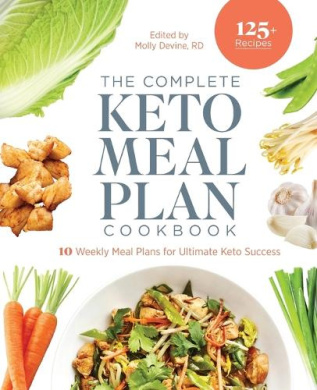 Edited by
Molly Devine, RD
125+
Recipes
THE COMPLETE
KETO
MEAL
PLAN
COOKBOOK
10 Weekly Meal Plans for Ultimate Keto Success